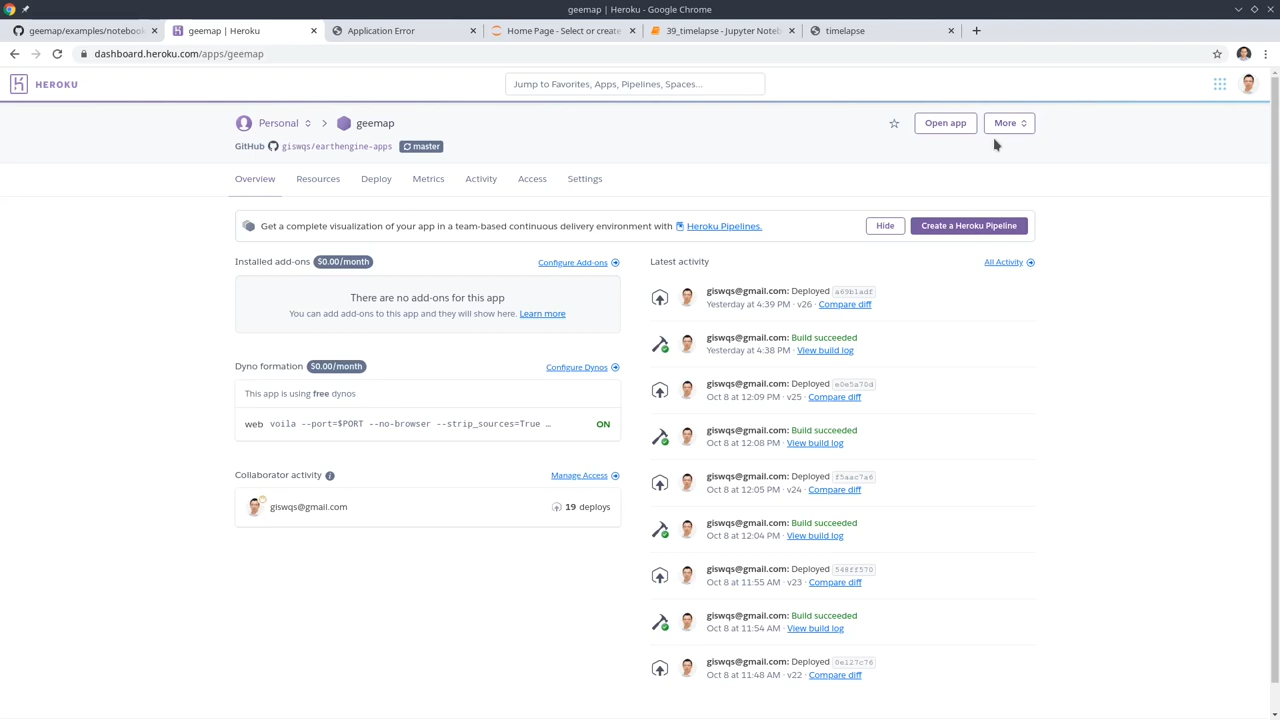 geemap | Heroku - Google Chrome
geemap/examples/notebook
geemap | Heroku
Application Error
Home Page - Select or create
39_timelapse - Jupyter Note
timelapse
dashboard.heroku.com/apps/geemap
HEROKU
Jump to Favorites, Apps, Pipelines, Spaces...
Personal
geemap
Open app
More
GitHub giswqs/earthengine-apps master
Overview Resources Deploy Metrics Activity Access Settings
Get a complete visualization of your app in a team-based continuous delivery environment with Heroku Pipelines.
Hide
Create a Heroku Pipeline
Installed add-ons $0.00/month
Configure Add-ons
There are no add-ons for this app
You can add add-ons to this app and they will show here. Learn more
Dyno formation $0.00/month
Configure Dynos
This app is using free dynos
web voila --port=$PORT --no-browser --strip_sources=True … ON
Collaborator activity
Manage Access
giswqs@gmail.com
19 deploys
Latest activity
All Activity
giswqs@gmail.com: Deployed a69b1adf
Yesterday at 4:39 PM · v26 · Compare diff
giswqs@gmail.com: Build succeeded
Yesterday at 4:38 PM · View build log
giswqs@gmail.com: Deployed e0e5a70d
Oct 8 at 12:09 PM · v25 · Compare diff
giswqs@gmail.com: Build succeeded
Oct 8 at 12:08 PM · View build log
giswqs@gmail.com: Deployed f5aac7a6
Oct 8 at 12:05 PM · v24 · Compare diff
giswqs@gmail.com: Build succeeded
Oct 8 at 12:04 PM · View build log
giswqs@gmail.com: Deployed 548ff570
Oct 8 at 11:55 AM · v23 · Compare diff
giswqs@gmail.com: Build succeeded
Oct 8 at 11:54 AM · View build log
giswqs@gmail.com: Deployed 0e127c76
Oct 8 at 11:48 AM · v22 · Compare diff